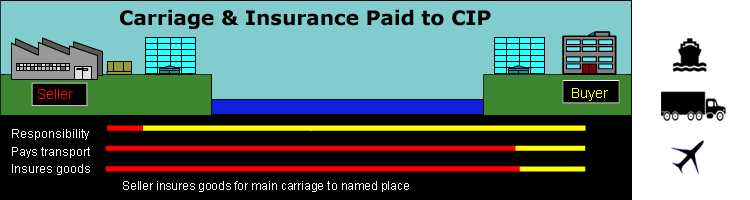 Carriage & Insurance Paid to CIP
Seller
Buyer
Responsibility
Pays transport
Insures goods
Seller insures goods for main carriage to named place